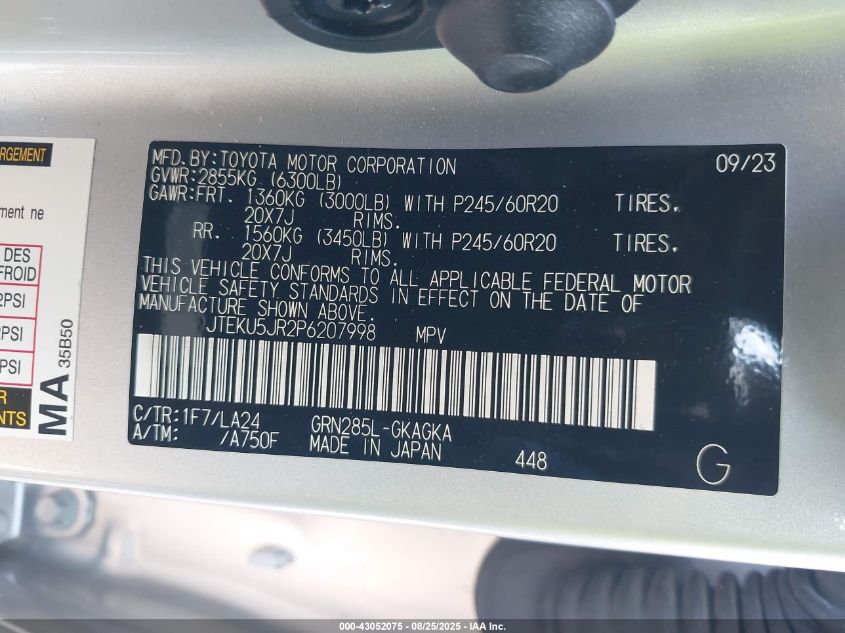 RGEMENT
ement ne
DES
FROID
2PSI
2PSI
PSI
R
NTS
MA
35B50
MFD. BY:TOYOTA MOTOR CORPORATION 09/23
GVWR:2855KG (6300LB)
GAWR:FRT. 1360KG (3000LB) WITH P245/60R20 TIRES.
20X7J RIMS.
RR. 1560KG (3450LB) WITH P245/60R20 TIRES.
20X7J RIMS.
THIS VEHICLE CONFORMS TO ALL APPLICABLE FEDERAL MOTOR
VEHICLE SAFETY STANDARDS IN EFFECT ON THE DATE OF
MANUFACTURE SHOWN ABOVE.
JTEKU5JR2P6207998 MPV
C/TR:1F7/LA24 GRN285L-GKAGKA
A/TM: /A750F MADE IN JAPAN 448 G
000-43052075 - 08/25/2025 - IAA Inc.